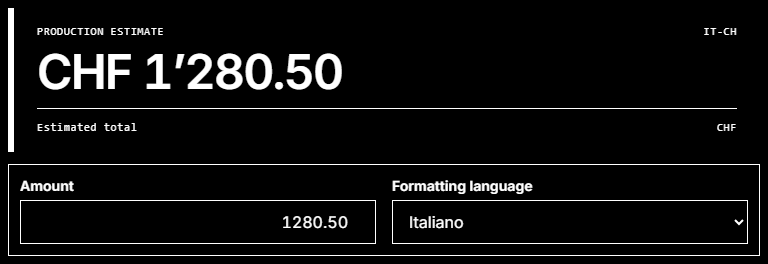 PRODUCTION ESTIMATE IT-CH
CHF 1’280.50
Estimated total CHF
Amount Formatting language
1280.50 Italiano